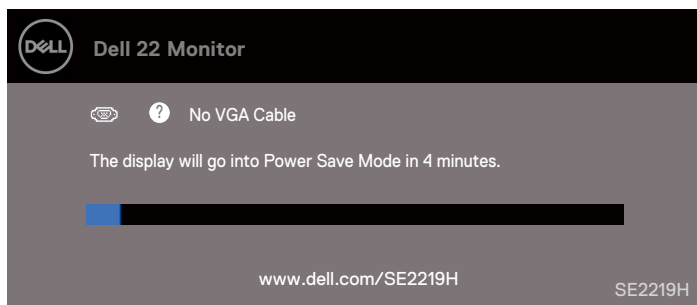 DELL
Dell 22 Monitor
? No VGA Cable
The display will go into Power Save Mode in 4 minutes.
www.dell.com/SE2219H
SE2219H